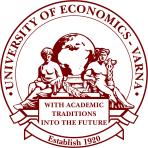 • UNIVERSITY OF ECONOMICS - VARNA •
WITH ACADEMIC
TRADITIONS
INTO THE FUTURE
Establish 1920